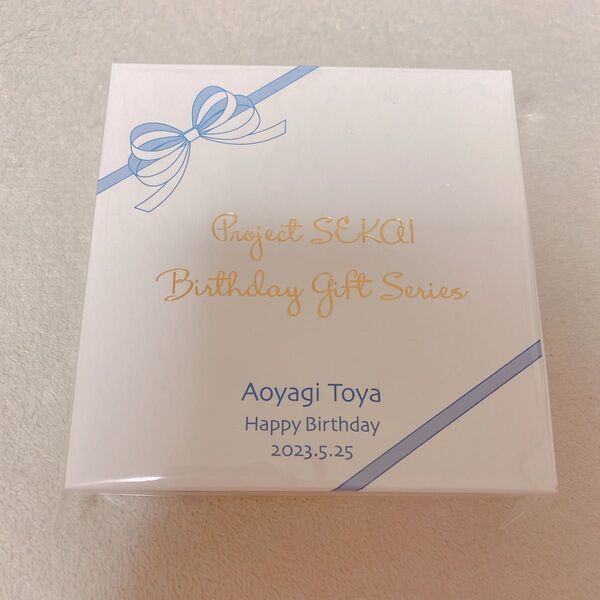 Project SEKAI
Birthday Gift Series
Aoyagi Toya
Happy Birthday
2023.5.25